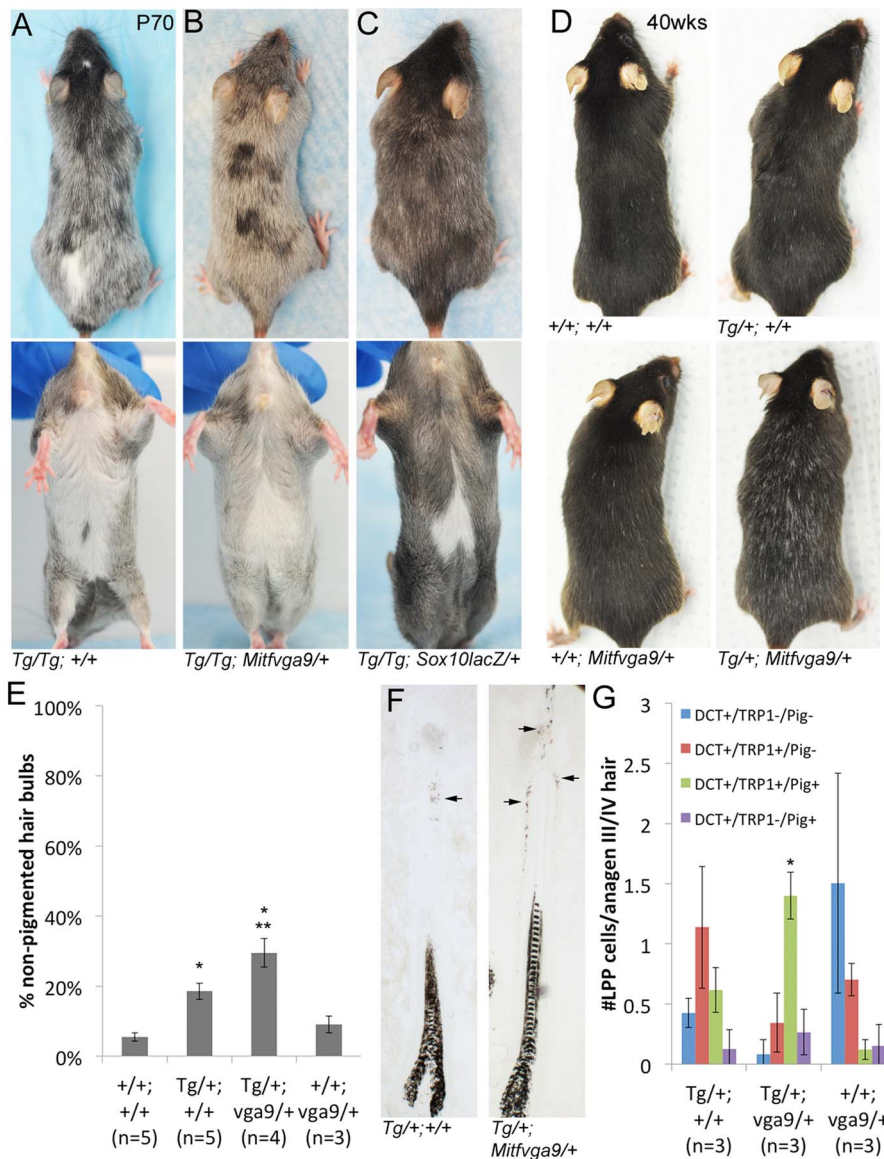 A
P70
B
C
D
40wks
+/+; +/+
Tg/+; +/+
Tg/Tg; +/+
Tg/Tg; Mitfvga9/+
Tg/Tg; Sox10lacZ/+
+/+; Mitfvga9/+
Tg/+; Mitfvga9/+
E
100%
80%
60%
40%
20%
0%
% non-pigmented hair bulbs
*
*
**
+/+;
+/+
(n=5)
Tg/+;
+/+
(n=5)
Tg/+;
vga9/+
(n=4)
+/+;
vga9/+
(n=3)
F
Tg/+;+/+
Tg/+;
Mitfvga9/+
G
3
2.5
2
1.5
1
0.5
0
#LPP cells/anagen III/IV hair
DCT+/TRP1-/Pig-
DCT+/TRP1+/Pig-
DCT+/TRP1+/Pig+
DCT+/TRP1-/Pig+
*
Tg/+;
+/+
(n=3)
Tg/+;
vga9/+
(n=3)
+/+;
vga9/+
(n=3)